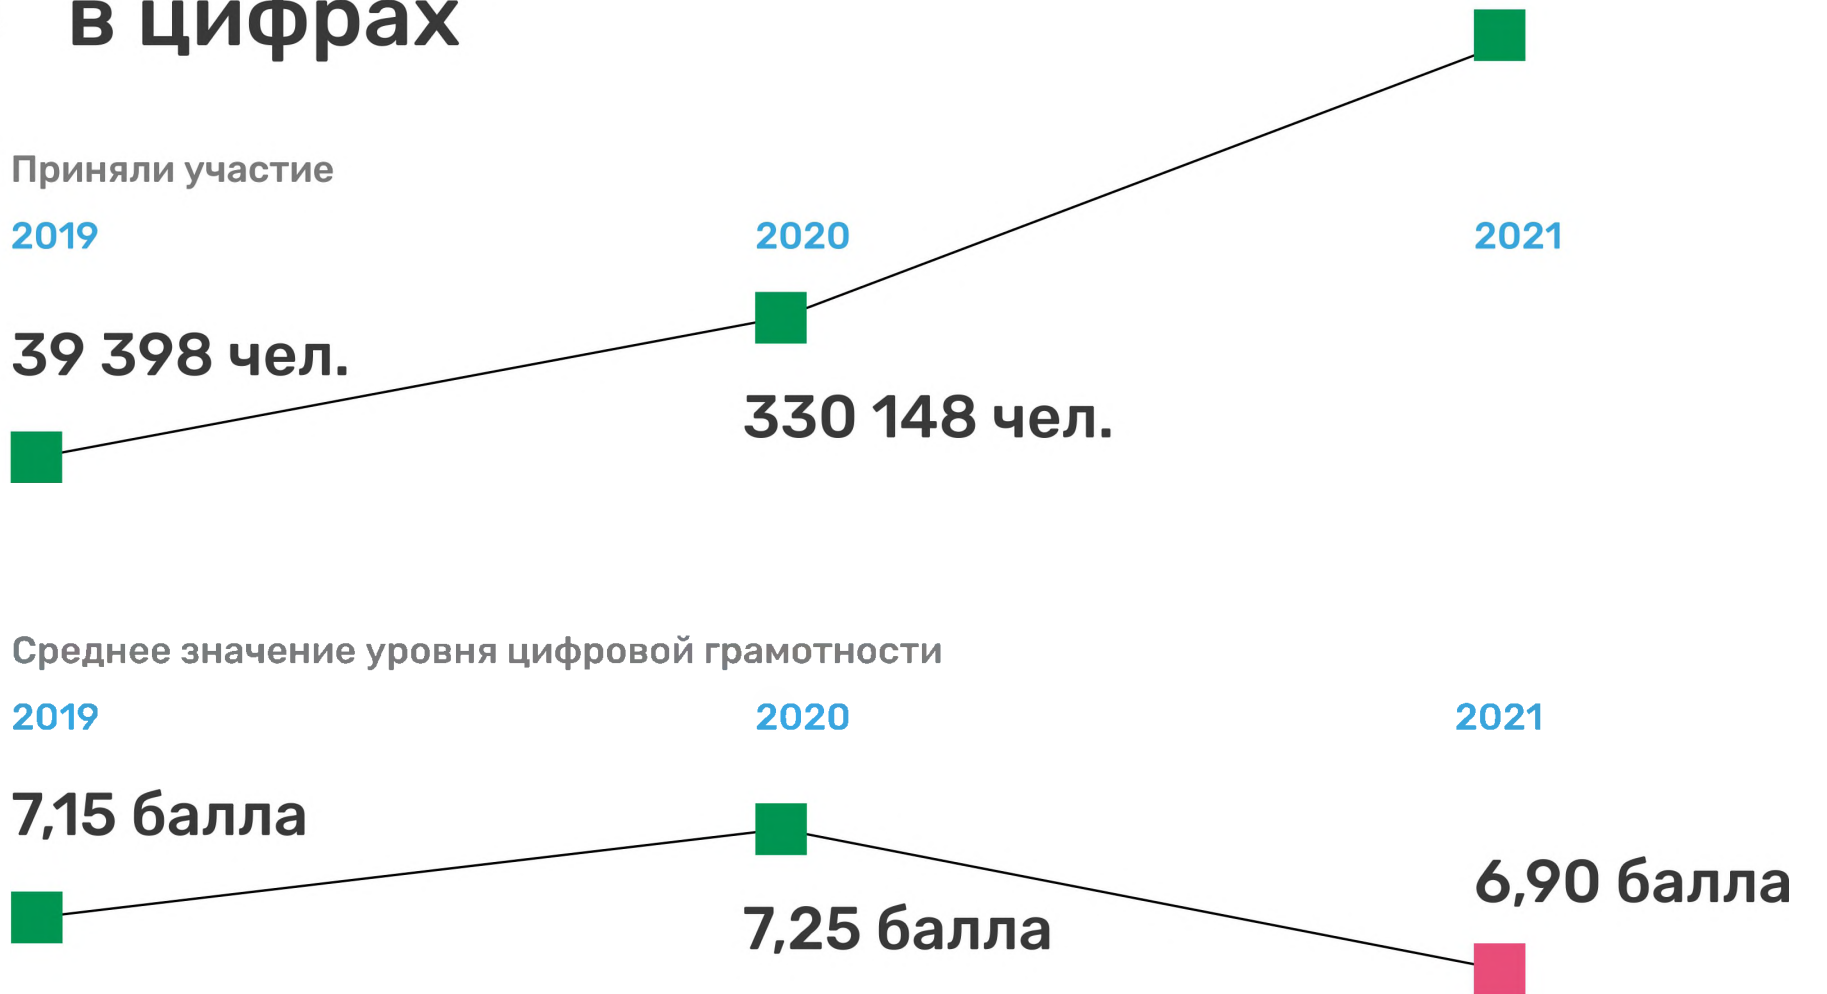 в цифрах
Приняли участие
2019 2020 2021
39 398 чел.
330 148 чел.
Среднее значение уровня цифровой грамотности
2019 2020 2021
7,15 балла
6,90 балла
7,25 балла